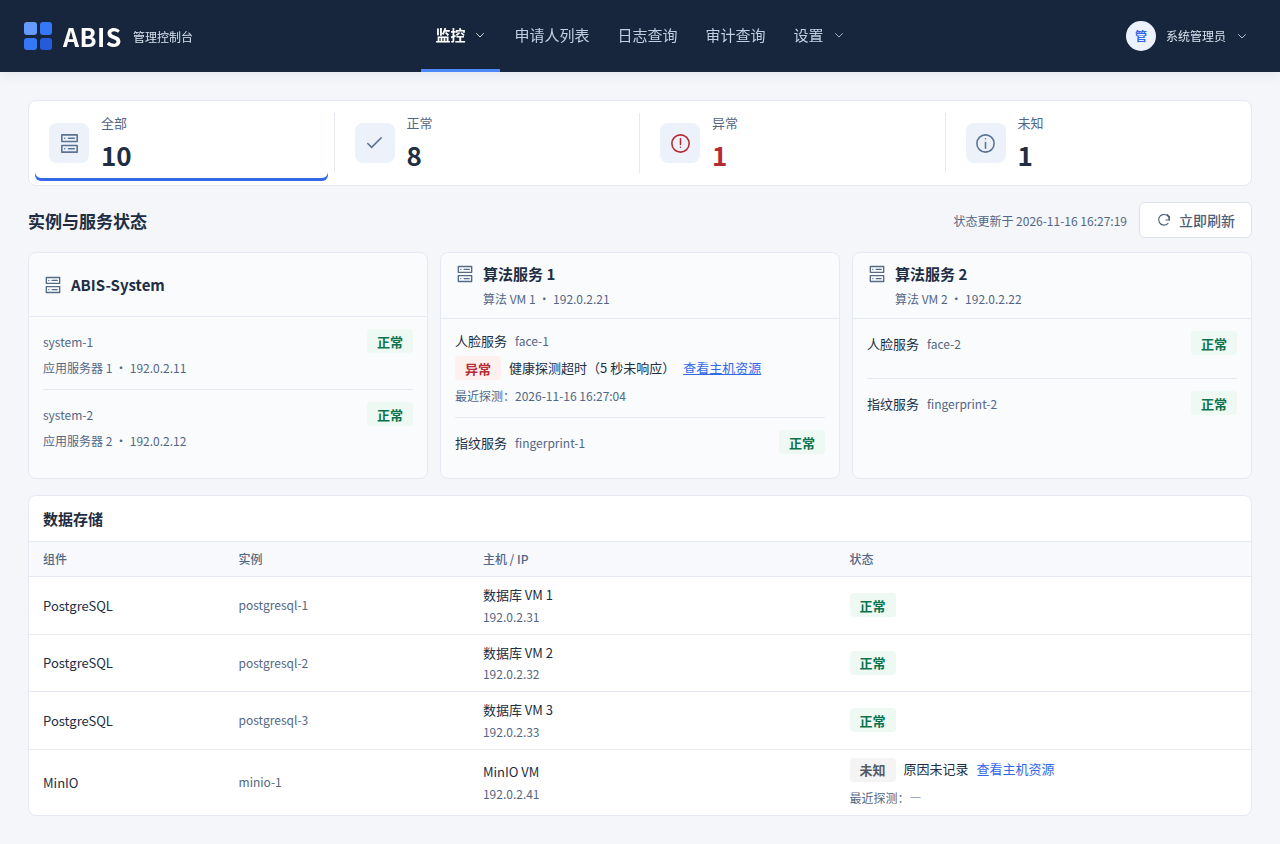 ABIS 管理控制台 监控 申请人列表 日志查询 审计查询 设置 管 系统管理员
全部 正常 异常 未知
10 8 1 1
实例与服务状态 状态更新于 2026-11-16 16:27:19 立即刷新
ABIS-System
system-1 正常
应用服务器 1 · 192.0.2.11
system-2 正常
应用服务器 2 · 192.0.2.12
算法服务 1
算法 VM 1 · 192.0.2.21
人脸服务 face-1
异常 健康探测超时（5 秒未响应） 查看主机资源
最近探测：2026-11-16 16:27:04
指纹服务 fingerprint-1 正常
算法服务 2
算法 VM 2 · 192.0.2.22
人脸服务 face-2 正常
指纹服务 fingerprint-2 正常
数据存储
组件 实例 主机 / IP 状态
PostgreSQL postgresql-1 数据库 VM 1 正常
192.0.2.31
PostgreSQL postgresql-2 数据库 VM 2 正常
192.0.2.32
PostgreSQL postgresql-3 数据库 VM 3 正常
192.0.2.33
MinIO minio-1 MinIO VM 未知 原因未记录 查看主机资源
192.0.2.41 最近探测：—